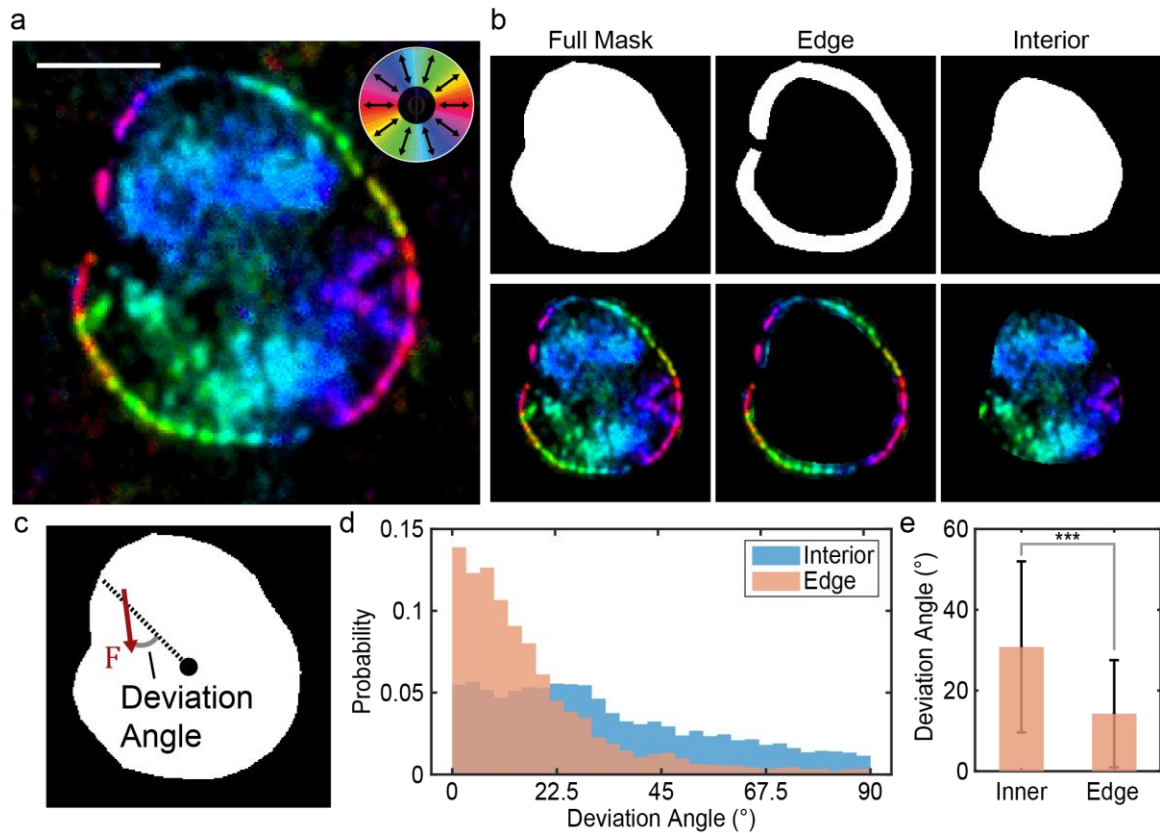 a
b
Full Mask
Edge
Interior
Φ
c
F
Deviation
Angle
d
0.15
0.1
0.05
0
Probability
Interior
Edge
0
22.5
45
67.5
90
Deviation Angle (°)
e
60
40
20
0
Deviation Angle (°)
***
Inner
Edge